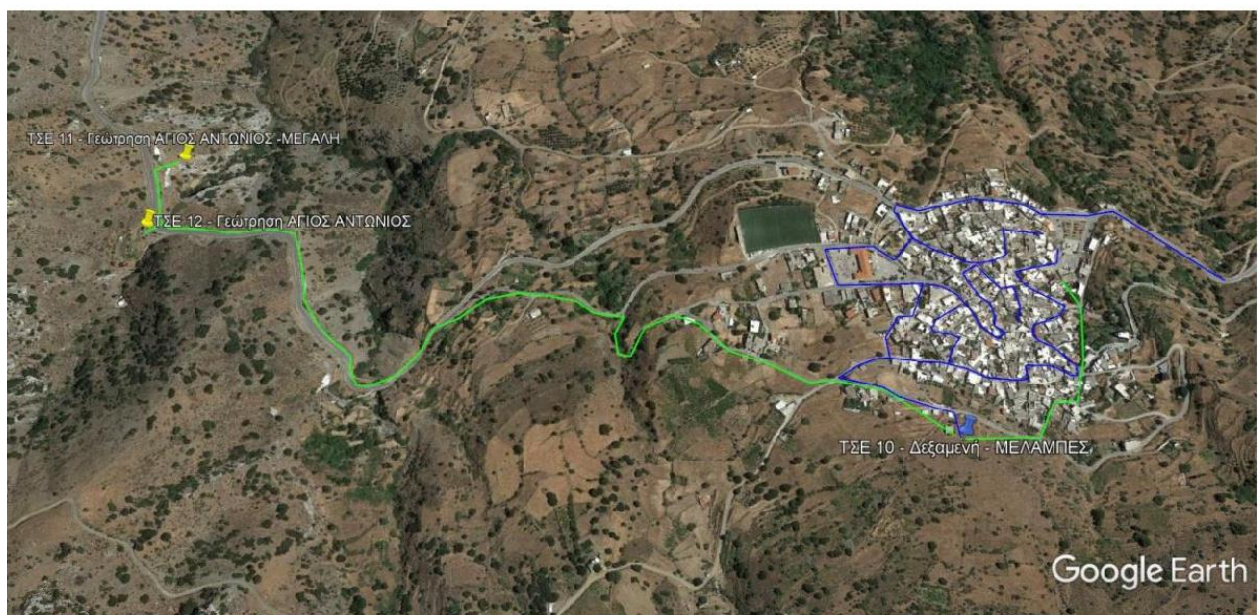 ΤΣΕ 11 - Γεώτρηση ΑΓΙΟΣ ΑΝΤΩΝΙΟΣ -ΜΕΓΑΛΗ
ΤΣΕ 12 - Γεώτρηση ΑΓΙΟΣ ΑΝΤΩΝΙΟΣ
ΤΣΕ 10 - Δεξαμενή - ΜΕΛΑΜΠΕΣ
Google Earth